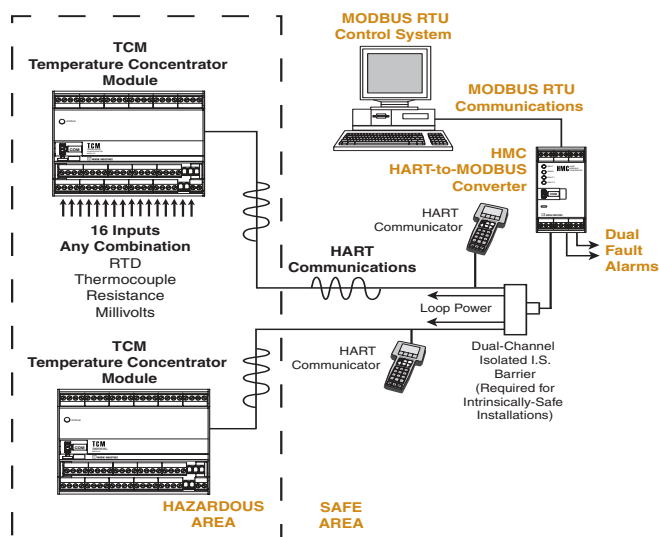 MODBUS RTU
Control System
TCM
Temperature Concentrator
Module
TCM
COM
16 Inputs
Any Combination
RTD
Thermocouple
Resistance
Millivolts
MODBUS RTU
Communications
HMC
HART-to-MODBUS
Converter
HMC
Dual
Fault
Alarms
HART
Communicator
HART
Communications
Loop Power
HART
Communicator
Dual-Channel
Isolated I.S.
Barrier
(Required for
Intrinsically-Safe
Installations)
TCM
Temperature Concentrator
Module
TCM
COM
HAZARDOUS
AREA
SAFE
AREA